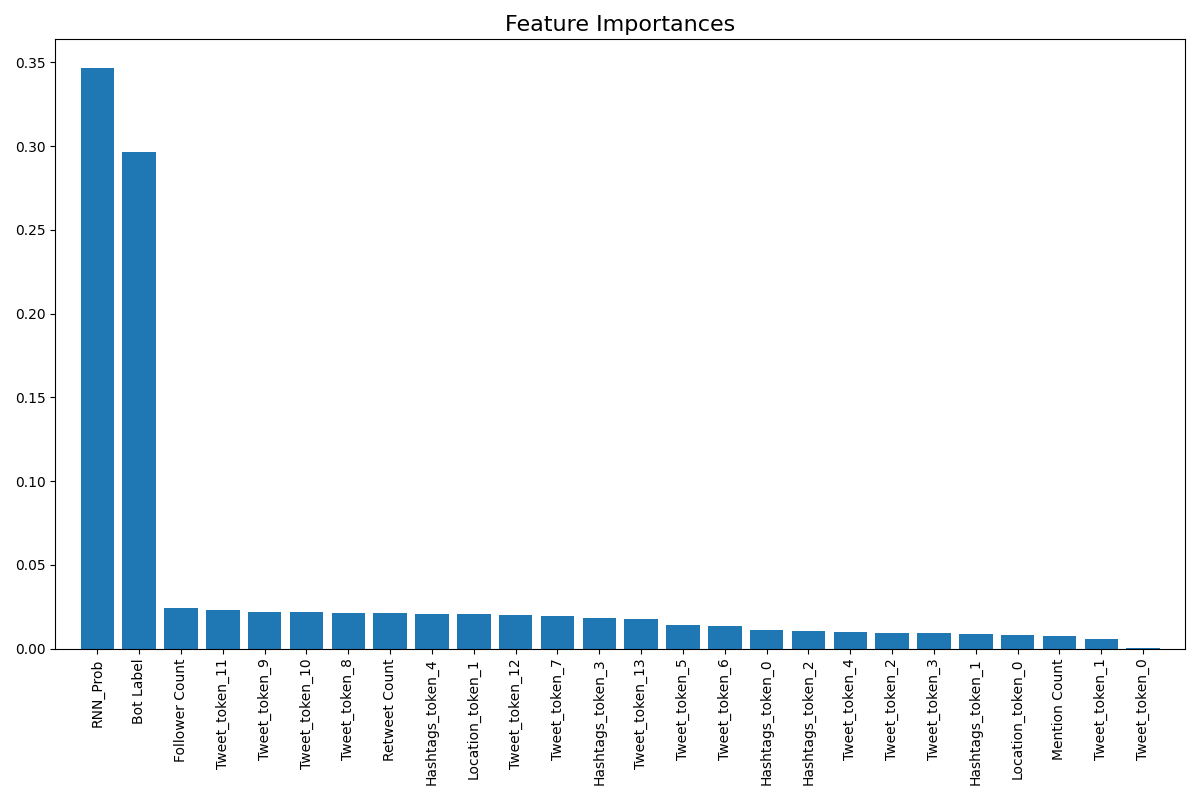 Feature Importances
0.35
0.30
0.25
0.20
0.15
0.10
0.05
0.00
RNN_Prob
Bot Label
Follower Count
Tweet_token_11
Tweet_token_9
Tweet_token_10
Tweet_token_8
Retweet Count
Hashtags_token_4
Location_token_1
Tweet_token_12
Tweet_token_7
Hashtags_token_3
Tweet_token_13
Tweet_token_5
Tweet_token_6
Hashtags_token_0
Hashtags_token_2
Tweet_token_4
Tweet_token_2
Tweet_token_3
Hashtags_token_1
Location_token_0
Mention Count
Tweet_token_1
Tweet_token_0